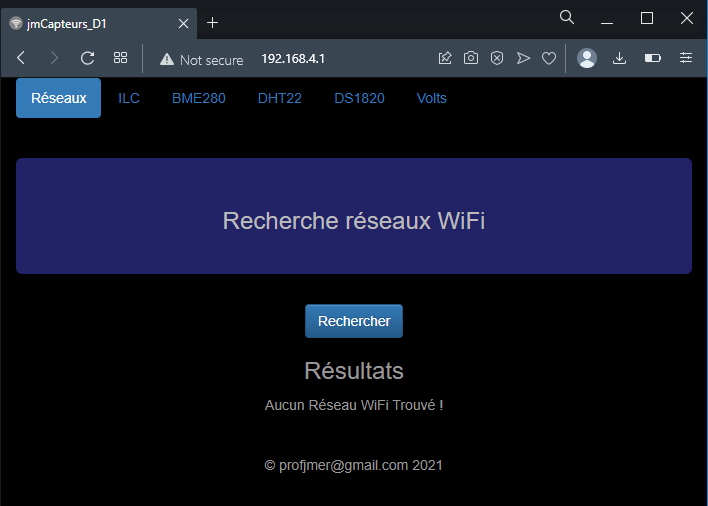 jmCapteurs_D1
Not secure 192.168.4.1
Réseaux ILC BME280 DHT22 DS1820 Volts
Recherche réseaux WiFi
Rechercher
Résultats
Aucun Réseau WiFi Trouvé !
© profjmer@gmail.com 2021